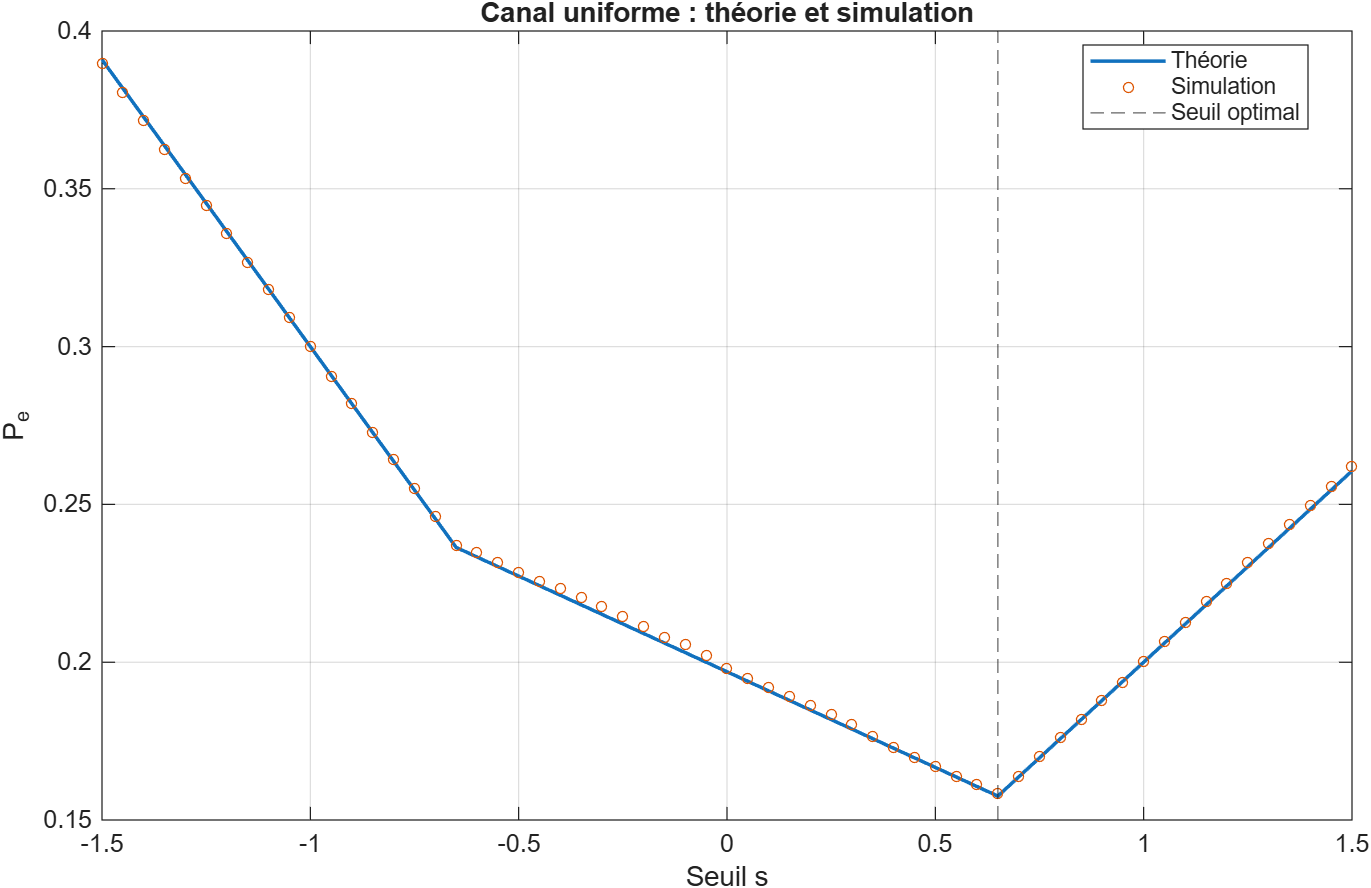 Canal uniforme : théorie et simulation
Théorie
Simulation
Seuil optimal
0.4
0.35
0.3
0.25
0.2
0.15
P_e
-1.5 -1 -0.5 0 0.5 1 1.5
Seuil s